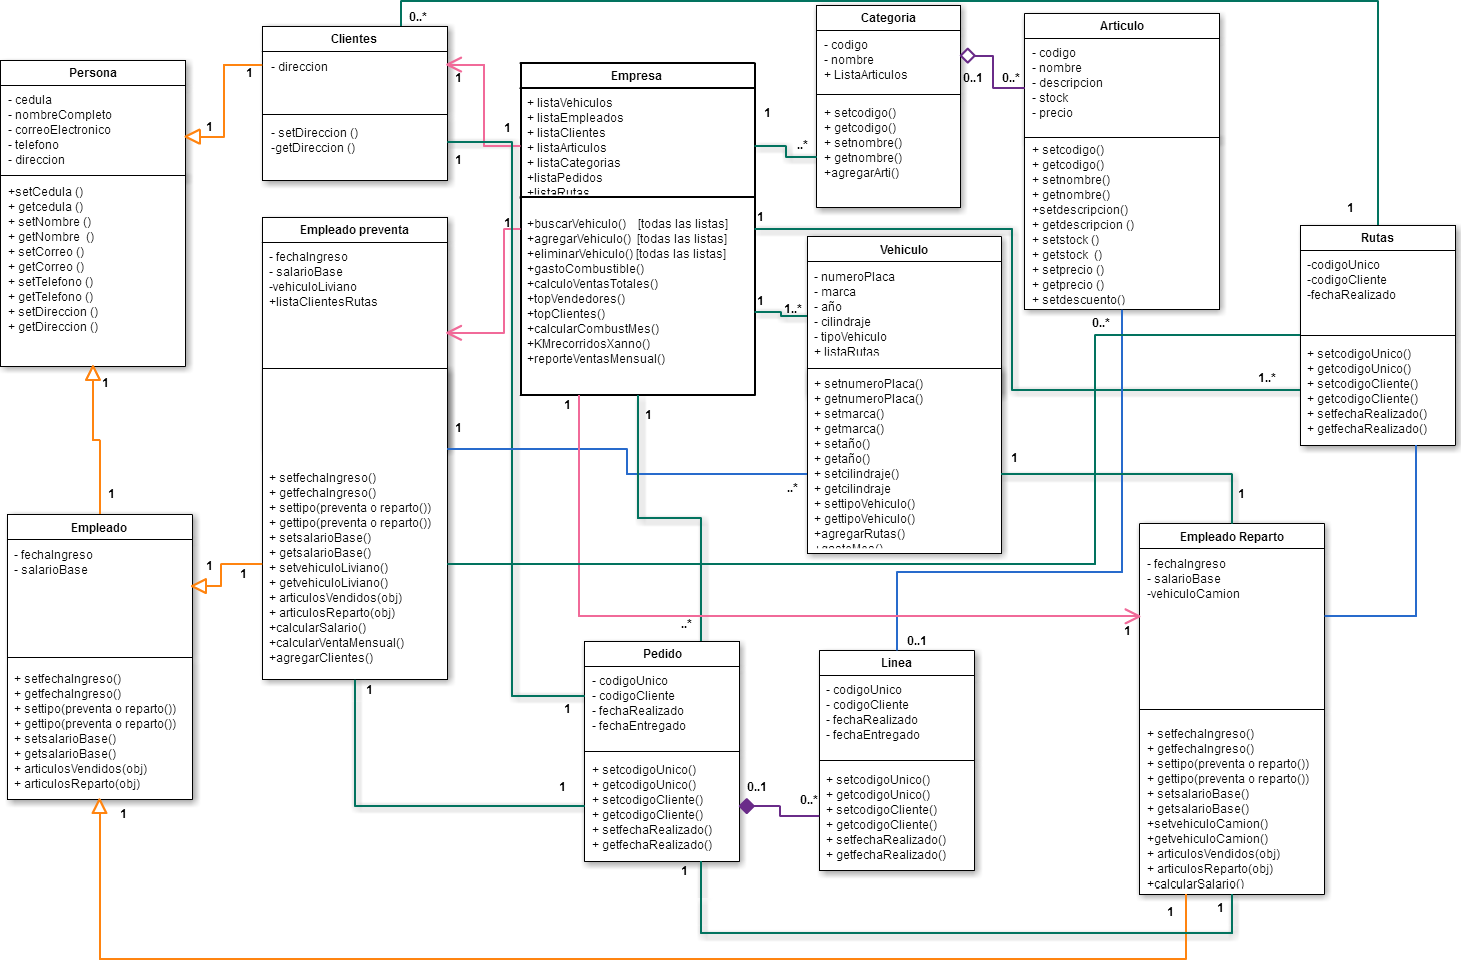 Persona
- cedula
- nombreCompleto
- correoElectronico
- telefono
- direccion
+setCedula ()
+ getcedula ()
+ setNombre ()
+ getNombre  ()
+ setCorreo ()
+ getCorreo ()
+ setTelefono ()
+ getTelefono ()
+ setDireccion ()
+ getDireccion ()
1
1
1
1
Clientes
- direccion
- setDireccion ()
-getDireccion ()
0..*
1
1
1
Empresa
+ listaVehiculos
+ listaEmpleados
+ listaClientes
+ listaArticulos
+ listaCategorias
+listaPedidos
+listaRutas
+buscarVehiculo()   [todas las listas]
+agregarVehiculo()  [todas las listas]
+eliminarVehiculo() [todas las listas]
+gastoCombustible()
+calculoVentasTotales()
+topVendedores()
+topClientes()
+calcularCombustMes()
+KMrecorridosXanno()
+reporteVentasMensual()
1
..*
1
1
1..*
1
1
1
Categoria
- codigo
- nombre
+ ListaArticulos
+ setcodigo()
+ getcodigo()
+ setnombre()
+ getnombre()
+agregarArti()
0..1
0..*
Articulo
- codigo
- nombre
- descripcion
- stock
- precio
+ setcodigo()
+ getcodigo()
+ setnombre()
+ getnombre()
+setdescripcion()
+ getdescripcion ()
+ setstock ()
+ getstock  ()
+ setprecio ()
+ getprecio ()
+ setdescuento()
0..*
1
Rutas
-codigoUnico
-codigoCliente
-fechaRealizado
+ setcodigoUnico()
+ getcodigoUnico()
+ setcodigoCliente()
+ getcodigoCliente()
+ setfechaRealizado()
+ getfechaRealizado()
1..*
Vehiculo
- numeroPlaca
- marca
- año
- cilindraje
- tipoVehiculo
+ listaRutas
+ setnumeroPlaca()
+ getnumeroPlaca()
+ setmarca()
+ getmarca()
+ setaño()
+ getaño()
+ setcilindraje()
+ getcilindraje
+ settipoVehiculo()
+ gettipoVehiculo()
+agregarRutas()
..*
1
1
Empleado preventa
- fechaIngreso
- salarioBase
-vehiculoLiviano
+listaClientesRutas
+ setfechaIngreso()
+ getfechaIngreso()
+ settipo(preventa o reparto())
+ gettipo(preventa o reparto())
+ setsalarioBase()
+ getsalarioBase()
+ setvehiculoLiviano()
+ getvehiculoLiviano()
+ articulosVendidos(obj)
+ articulosReparto(obj)
+calcularSalario()
+calcularVentaMensual()
+agregarClientes()
1
1
1
1
1
Empleado
- fechaIngreso
- salarioBase
+ setfechaIngreso()
+ getfechaIngreso()
+ settipo(preventa o reparto())
+ gettipo(preventa o reparto())
+ setsalarioBase()
+ getsalarioBase()
+ articulosVendidos(obj)
+ articulosReparto(obj)
1
..*
Pedido
- codigoUnico
- codigoCliente
- fechaRealizado
- fechaEntregado
+ setcodigoUnico()
+ getcodigoUnico()
+ setcodigoCliente()
+ getcodigoCliente()
+ setfechaRealizado()
+ getfechaRealizado()
1
1
0..1
0..*
1
0..1
Linea
- codigoUnico
- codigoCliente
- fechaRealizado
- fechaEntregado
+ setcodigoUnico()
+ getcodigoUnico()
+ setcodigoCliente()
+ getcodigoCliente()
+ setfechaRealizado()
+ getfechaRealizado()
Empleado Reparto
- fechaIngreso
- salarioBase
-vehiculoCamion
+ setfechaIngreso()
+ getfechaIngreso()
+ settipo(preventa o reparto())
+ gettipo(preventa o reparto())
+ setsalarioBase()
+ getsalarioBase()
+setvehiculoCamion()
+getvehiculoCamion()
+ articulosVendidos(obj)
+ articulosReparto(obj)
+calcularSalario()
1
1
1